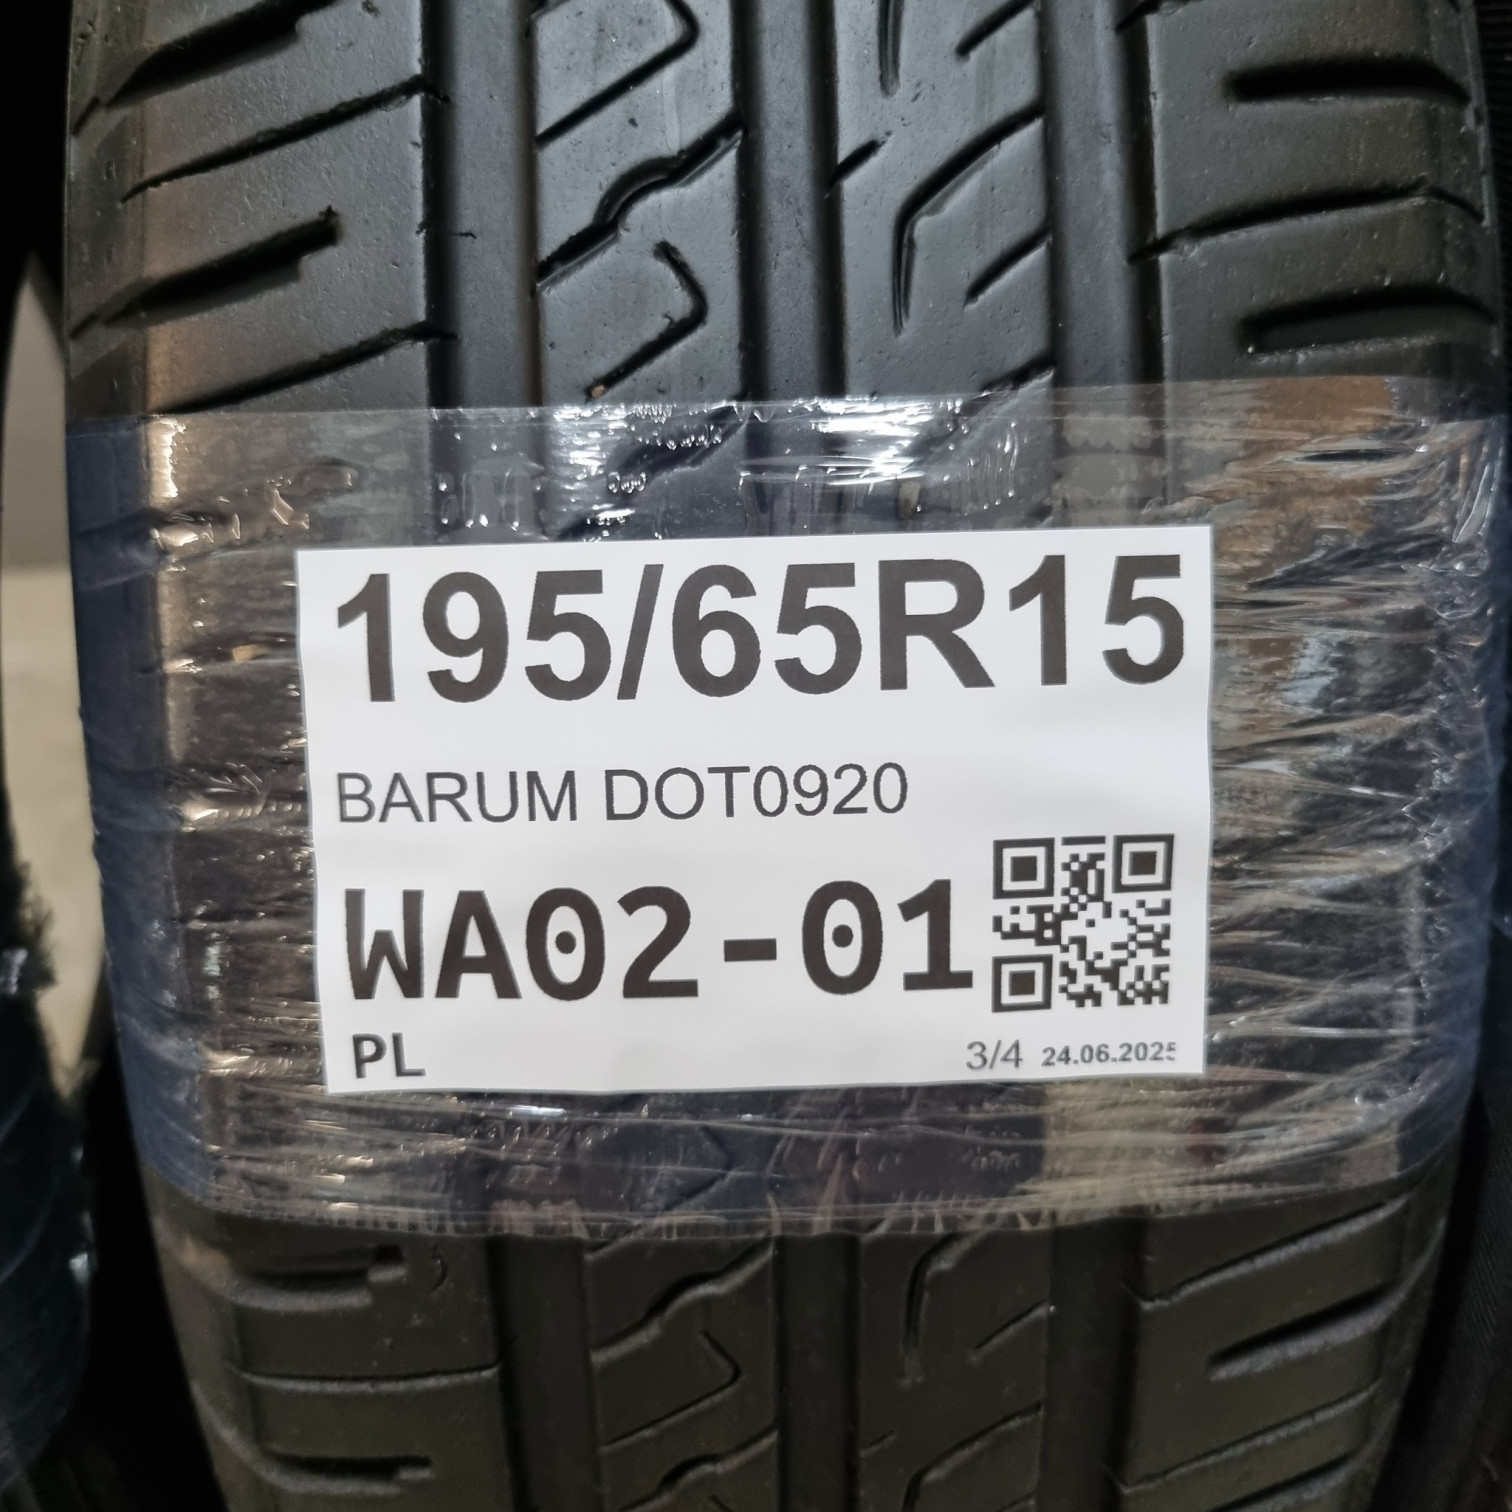 195/65R15
BARUM DOT0920
WA02-01
PL
3/4 24.06.2025